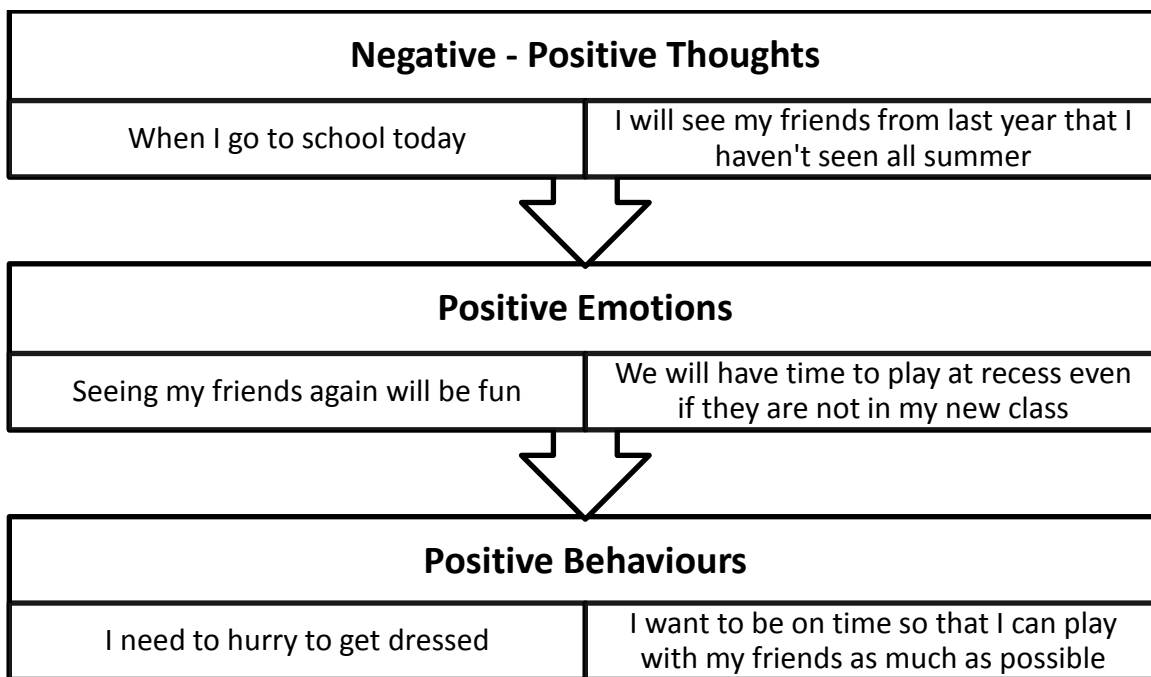 Negative - Positive Thoughts
When I go to school today
I will see my friends from last year that I
haven't seen all summer
Positive Emotions
Seeing my friends again will be fun
We will have time to play at recess even
if they are not in my new class
Positive Behaviours
I need to hurry to get dressed
I want to be on time so that I can play
with my friends as much as possible